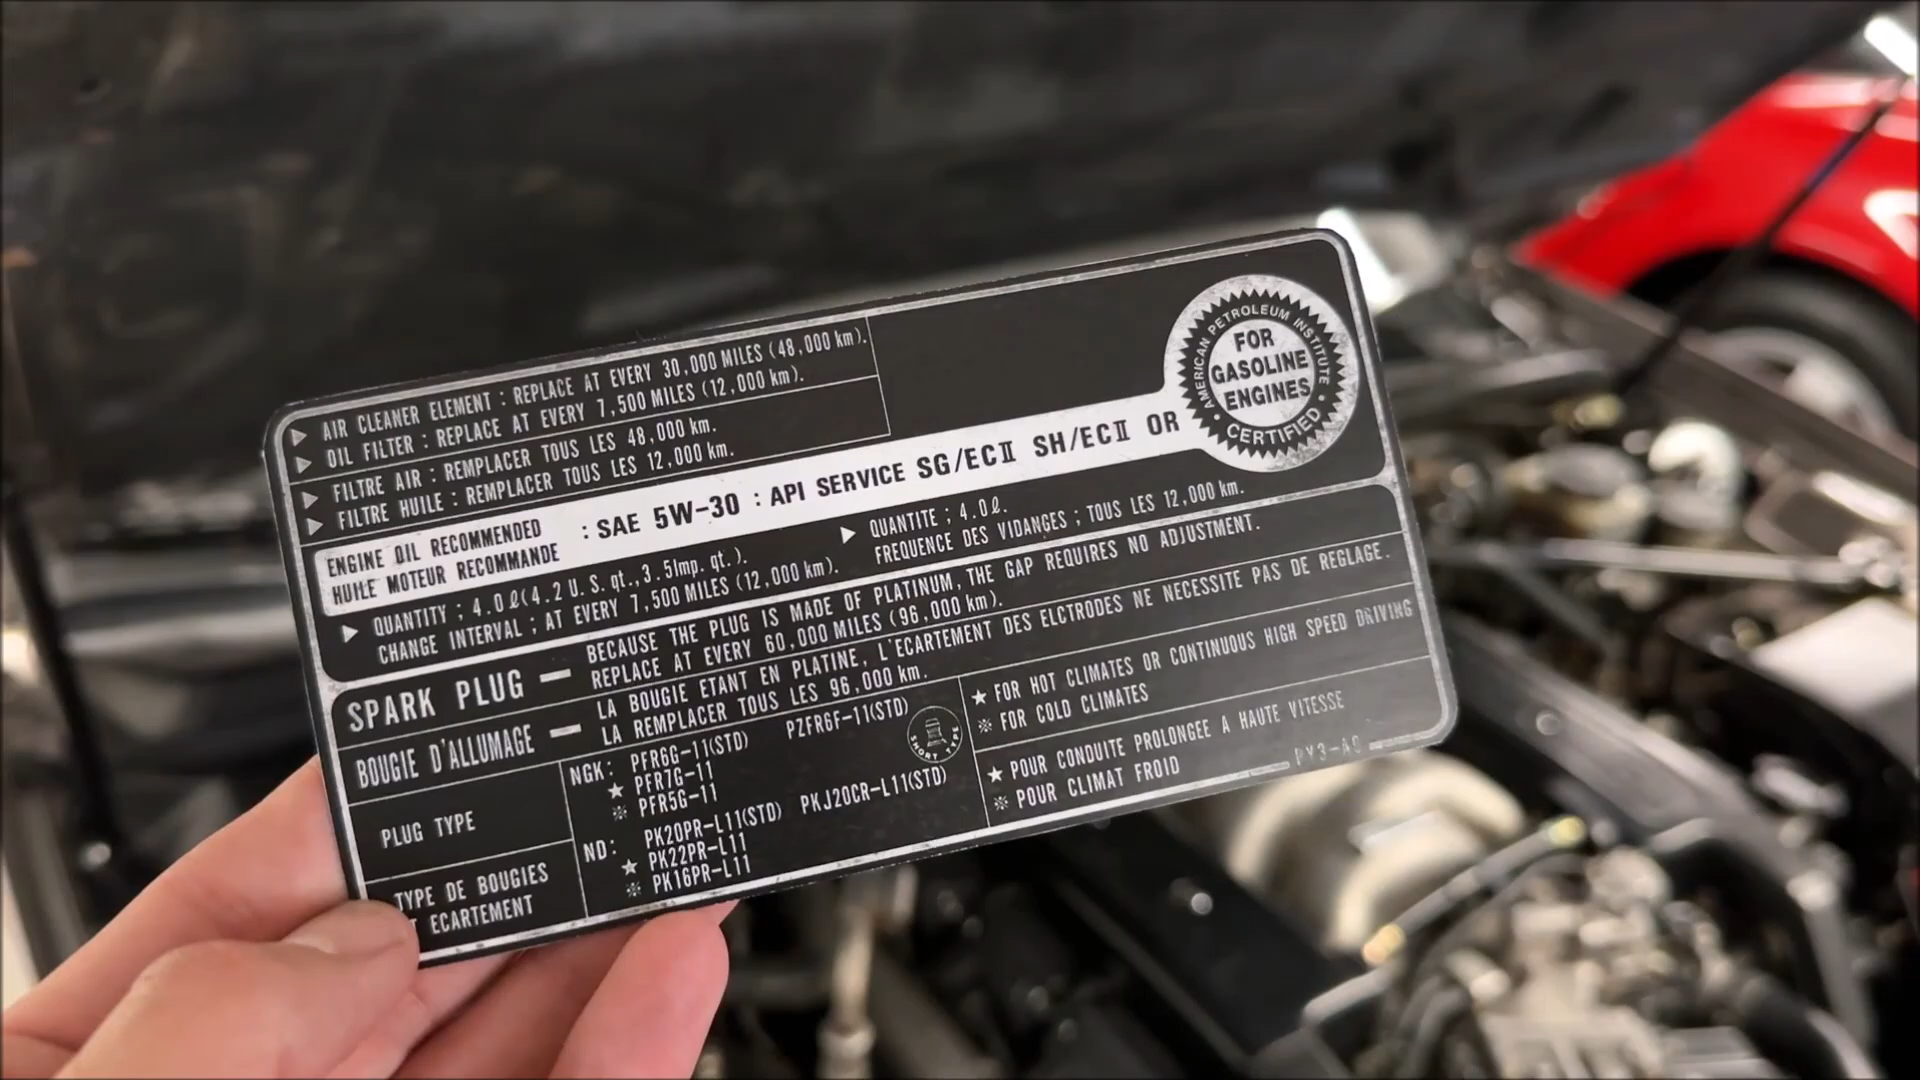 ▷ AIR CLEANER ELEMENT : REPLACE AT EVERY 30,000 MILES (48,000 km).
▷ OIL FILTER : REPLACE AT EVERY 7,500 MILES (12,000 km).
▷ FILTRE AIR : REMPLACER TOUS LES 48,000 km.
▷ FILTRE HUILE : REMPLACER TOUS LES 12,000 km.
AMERICAN PETROLEUM INSTITUTE
FOR
GASOLINE
ENGINES
CERTIFIED
ENGINE OIL RECOMMENDED
HUILE MOTEUR RECOMMANDE
: SAE 5W-30 : API SERVICE SG/ECⅡ SH/ECⅡ OR
▶ QUANTITY ; 4.0ℓ(4.2 U.S. qt.,3.5Imp. qt.).
CHANGE INTERVAL ; AT EVERY 7,500 MILES (12,000 km).
▶ QUANTITE ; 4.0ℓ.
FREQUENCE DES VIDANGES ; TOUS LES 12,000 km.
SPARK PLUG — BECAUSE THE PLUG IS MADE OF PLATINUM, THE GAP REQUIRES NO ADJUSTMENT.
REPLACE AT EVERY 60,000 MILES (96,000 km).
BOUGIE D'ALLUMAGE — LA BOUGIE ETANT EN PLATINE, L'ECARTEMENT DES ELCTRODES NE NECESSITE PAS DE REGLAGE.
LA REMPLACER TOUS LES 96,000 km.
PLUG TYPE
TYPE DE BOUGIES
ECARTEMENT
NGK: PFR6G-11(STD) PZFR6F-11(STD)
★ PFR7G-11
※ PFR5G-11
SHORT TYPE
ND: PK20PR-L11(STD) PKJ20CR-L11(STD)
★ PK22PR-L11
※ PK16PR-L11
★ FOR HOT CLIMATES OR CONTINUOUS HIGH SPEED DRIVING
※ FOR COLD CLIMATES
★ POUR CONDUITE PROLONGEE A HAUTE VITESSE
※ POUR CLIMAT FROID